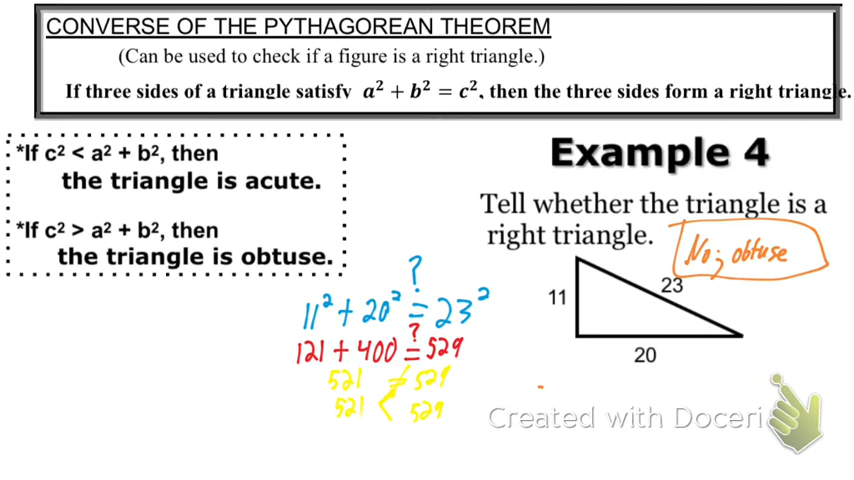 CONVERSE OF THE PYTHAGOREAN THEOREM
(Can be used to check if a figure is a right triangle.)
If three sides of a triangle satisfy a² + b² = c², then the three sides form a right triangle.
*If c² < a² + b², then
the triangle is acute.
*If c² > a² + b², then
the triangle is obtuse.
Example 4
Tell whether the triangle is a
right triangle.
No; obtuse
11
23
20
?
11² + 20² = 23²
?
121 + 400 = 529
521 ≠ 529
521 < 529
Created with Doceri